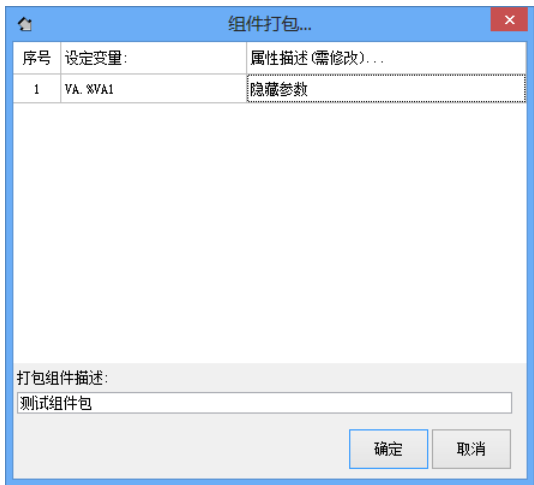 组件打包...
序号 设定变量: 属性描述(需修改)...
1 VA.%VA1 隐藏参数
打包组件描述:
测试组件包
确定 取消